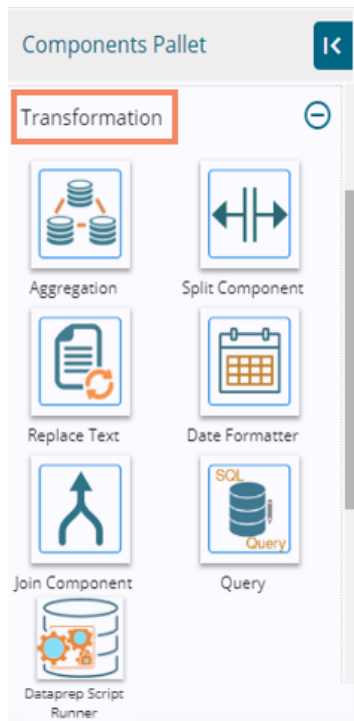 Components Pallet
Transformation
Aggregation
Split Component
Replace Text
Date Formatter
Join Component
SQL
Query
Query
Dataprep Script
Runner